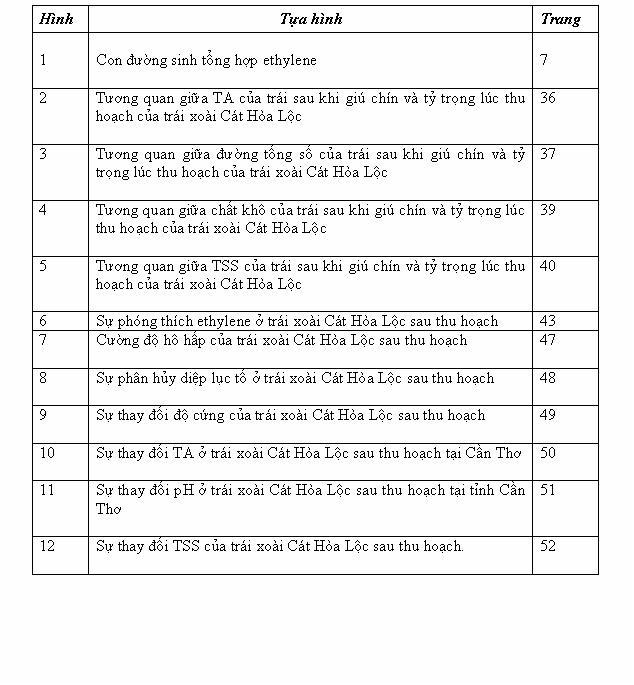 Hình Tựa hình Trang
1 Con đường sinh tổng hợp ethylene 7
2 Tương quan giữa TA của trái sau khi giú chín và tỷ trọng lúc thu 36
hoạch của trái xoài Cát Hòa Lộc
3 Tương quan giữa đường tổng số của trái sau khi giú chín và tỷ 37
trọng lúc thu hoạch của trái xoài Cát Hòa Lộc
4 Tương quan giữa chất khô của trái sau khi giú chín và tỷ trọng lúc 39
thu hoạch của trái xoài Cát Hòa Lộc
5 Tương quan giữa TSS của trái sau khi giú chín và tỷ trọng lúc thu 40
hoạch của trái xoài Cát Hòa Lộc
6 Sự phóng thích ethylene ở trái xoài Cát Hòa Lộc sau thu hoạch 43
7 Cường độ hô hấp của trái xoài Cát Hòa Lộc sau thu hoạch 47
8 Sự phân hủy diệp lục tố ở trái xoài Cát Hòa Lộc sau thu hoạch 48
9 Sự thay đổi độ cứng của trái xoài Cát Hòa Lộc sau thu hoạch 49
10 Sự thay đổi TA ở trái xoài Cát Hòa Lộc sau thu hoạch tại Cần Thơ 50
11 Sự thay đổi pH ở trái xoài Cát Hòa Lộc sau thu hoạch tại tỉnh Cần 51
Thơ
12 Sự thay đổi TSS của trái xoài Cát Hòa Lộc sau thu hoạch. 52